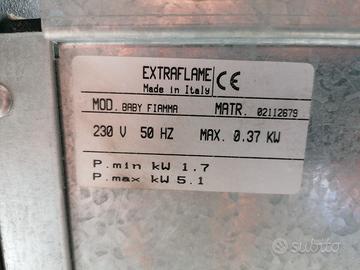 EXTRAFLAME CE
Made in Italy
MOD. BABY FIAMMA MATR. 02112679
230 V 50 HZ MAX. 0.37 KW
P.min kW 1.7
P.max kW 5.1
subito